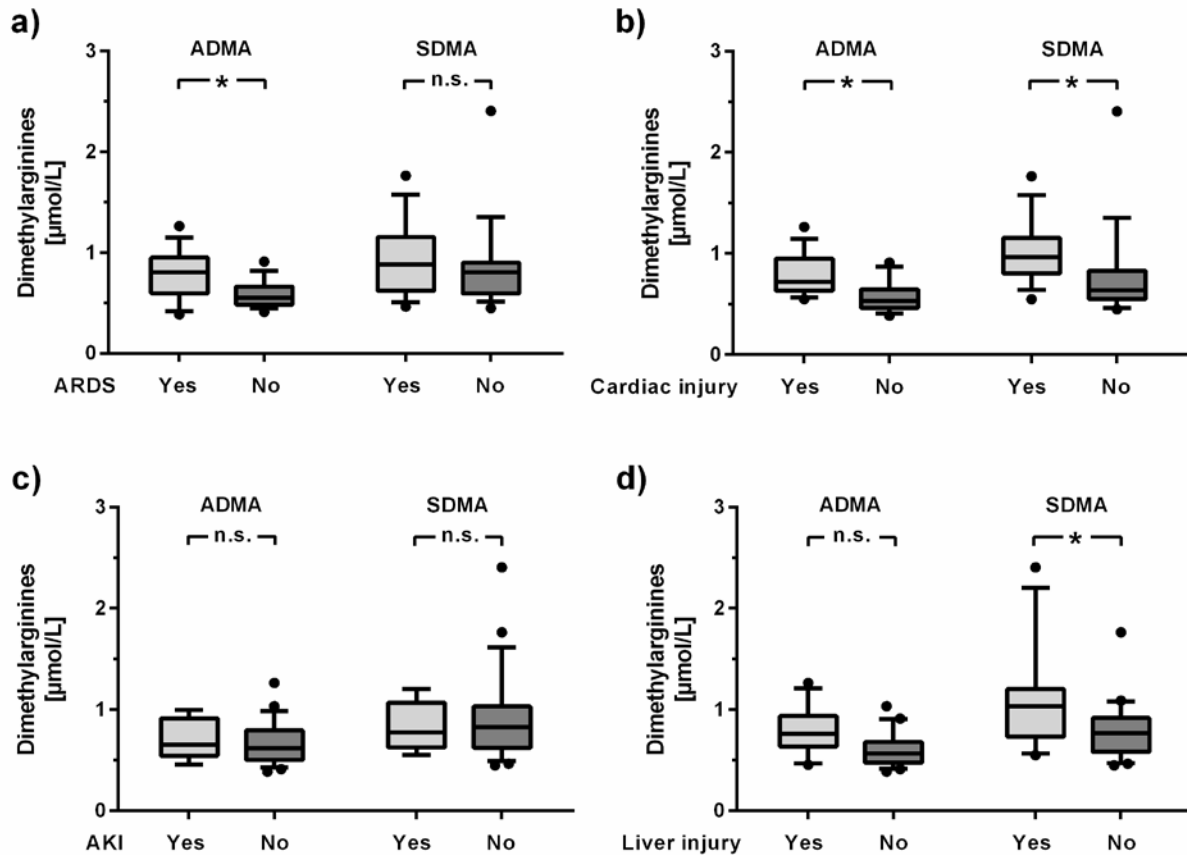 a)
3
2
1
0
Dimethylarginines
[µmol/L]
ADMA
SDMA
*
n.s.
ARDS
Yes
No
Yes
No
b)
3
2
1
0
Dimethylarginines
[µmol/L]
ADMA
SDMA
*
*
Cardiac injury
Yes
No
Yes
No
c)
3
2
1
0
Dimethylarginines
[µmol/L]
ADMA
SDMA
n.s.
n.s.
AKI
Yes
No
Yes
No
d)
3
2
1
0
Dimethylarginines
[µmol/L]
ADMA
SDMA
n.s.
*
Liver injury
Yes
No
Yes
No